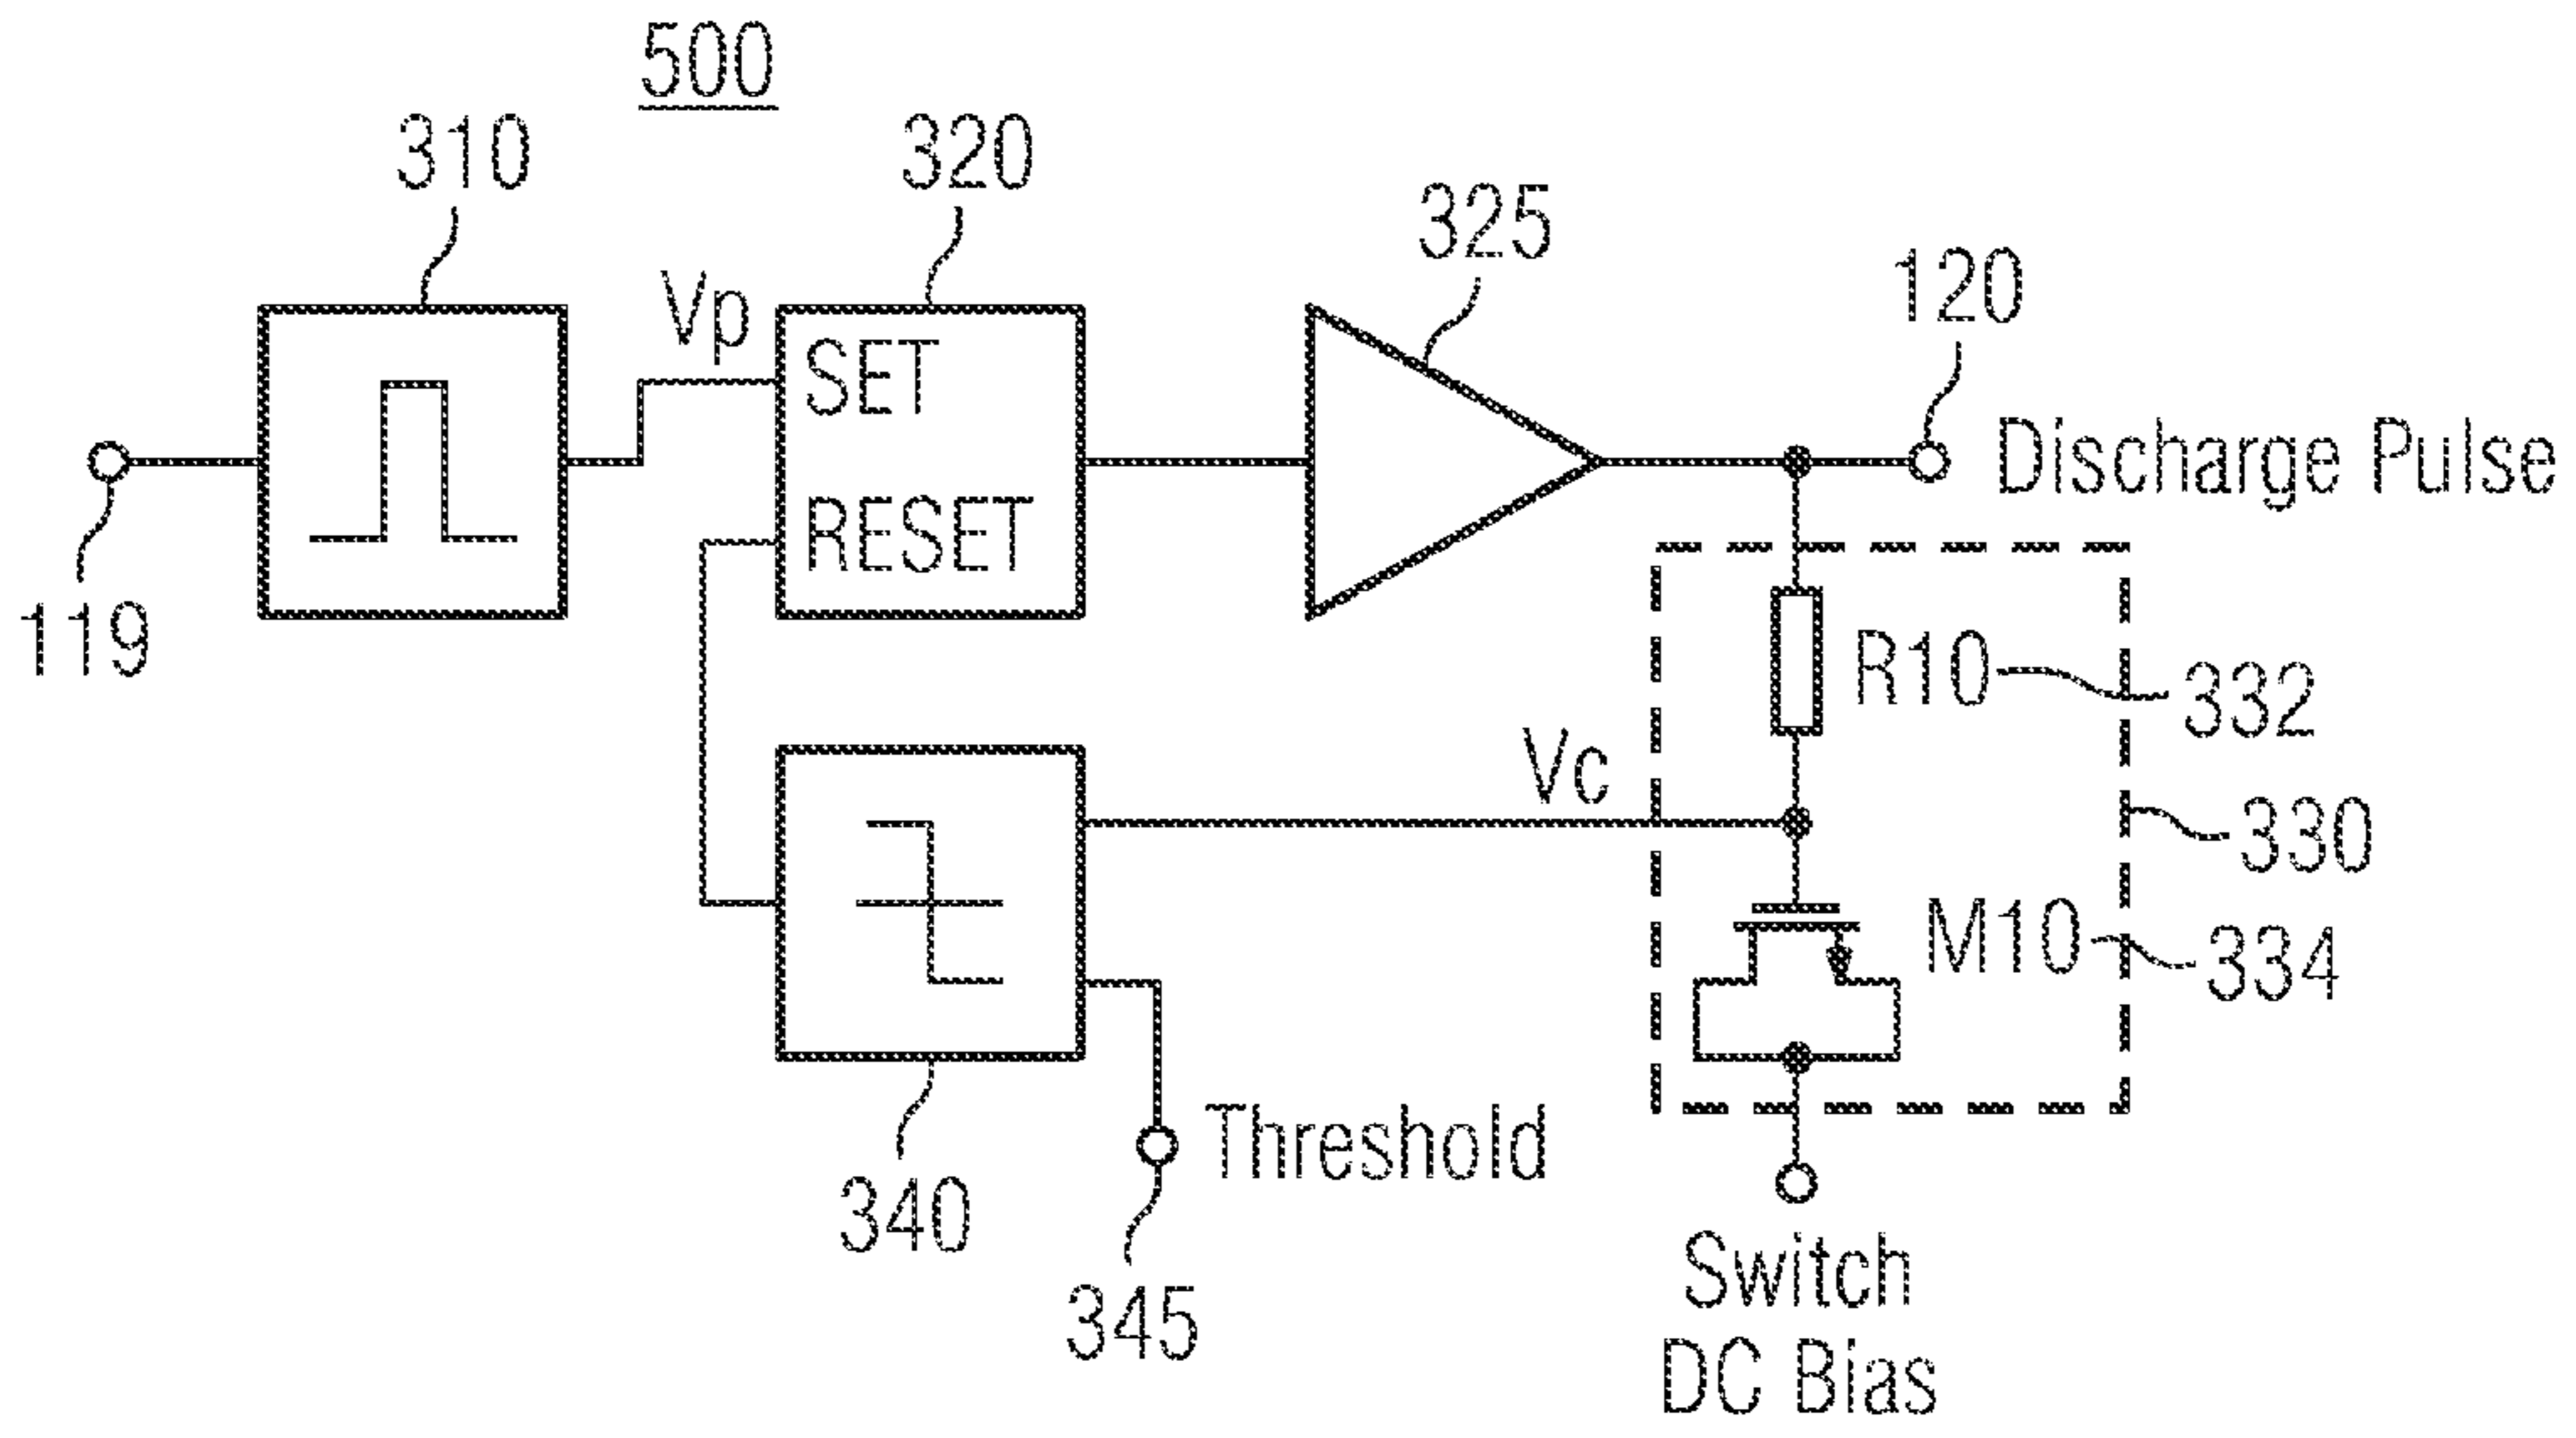 500
310
320
325
120
Vp
SET
RESET
Discharge Pulse
119
R10
332
Vc
330
M10
334
Threshold
340
345
Switch
DC Bias